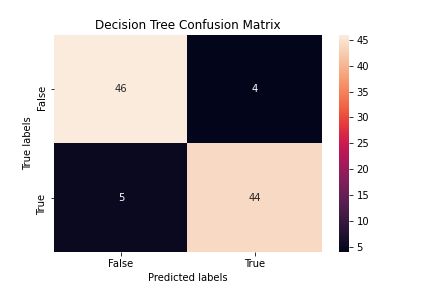 Decision Tree Confusion Matrix
True labels
False
True
46
4
5
44
False
True
Predicted labels
45
40
35
30
25
20
15
10
5